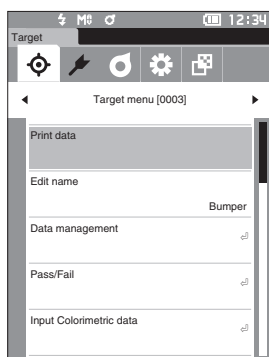 M 12:34
Target
Target menu [0003]
Print data
Edit name
Bumper
Data management
Pass/Fail
Input Colorimetric data